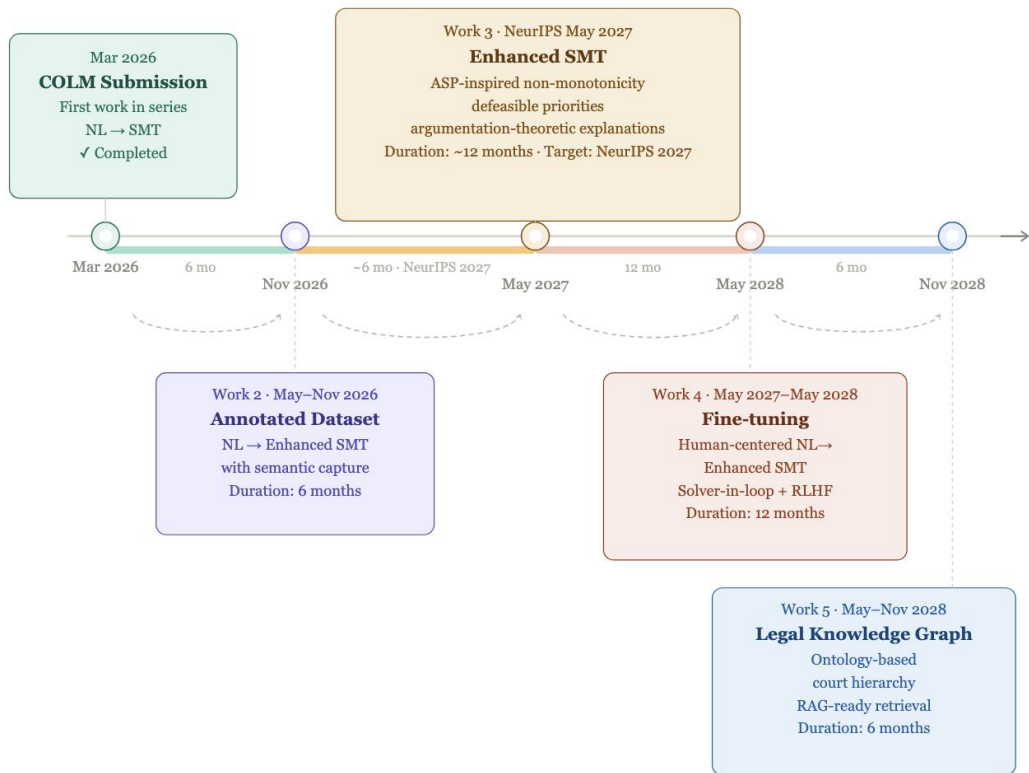 Mar 2026
COLM Submission
First work in series
NL → SMT
✓ Completed
Work 3 · NeurIPS May 2027
Enhanced SMT
ASP-inspired non-monotonicity
defeasible priorities
argumentation-theoretic explanations
Duration: ~12 months · Target: NeurIPS 2027
Mar 2026
6 mo
Nov 2026
~6 mo · NeurIPS 2027
May 2027
12 mo
May 2028
6 mo
Nov 2028
Work 2 · May–Nov 2026
Annotated Dataset
NL → Enhanced SMT
with semantic capture
Duration: 6 months
Work 4 · May 2027–May 2028
Fine-tuning
Human-centered NL→
Enhanced SMT
Solver-in-loop + RLHF
Duration: 12 months
Work 5 · May–Nov 2028
Legal Knowledge Graph
Ontology-based
court hierarchy
RAG-ready retrieval
Duration: 6 months